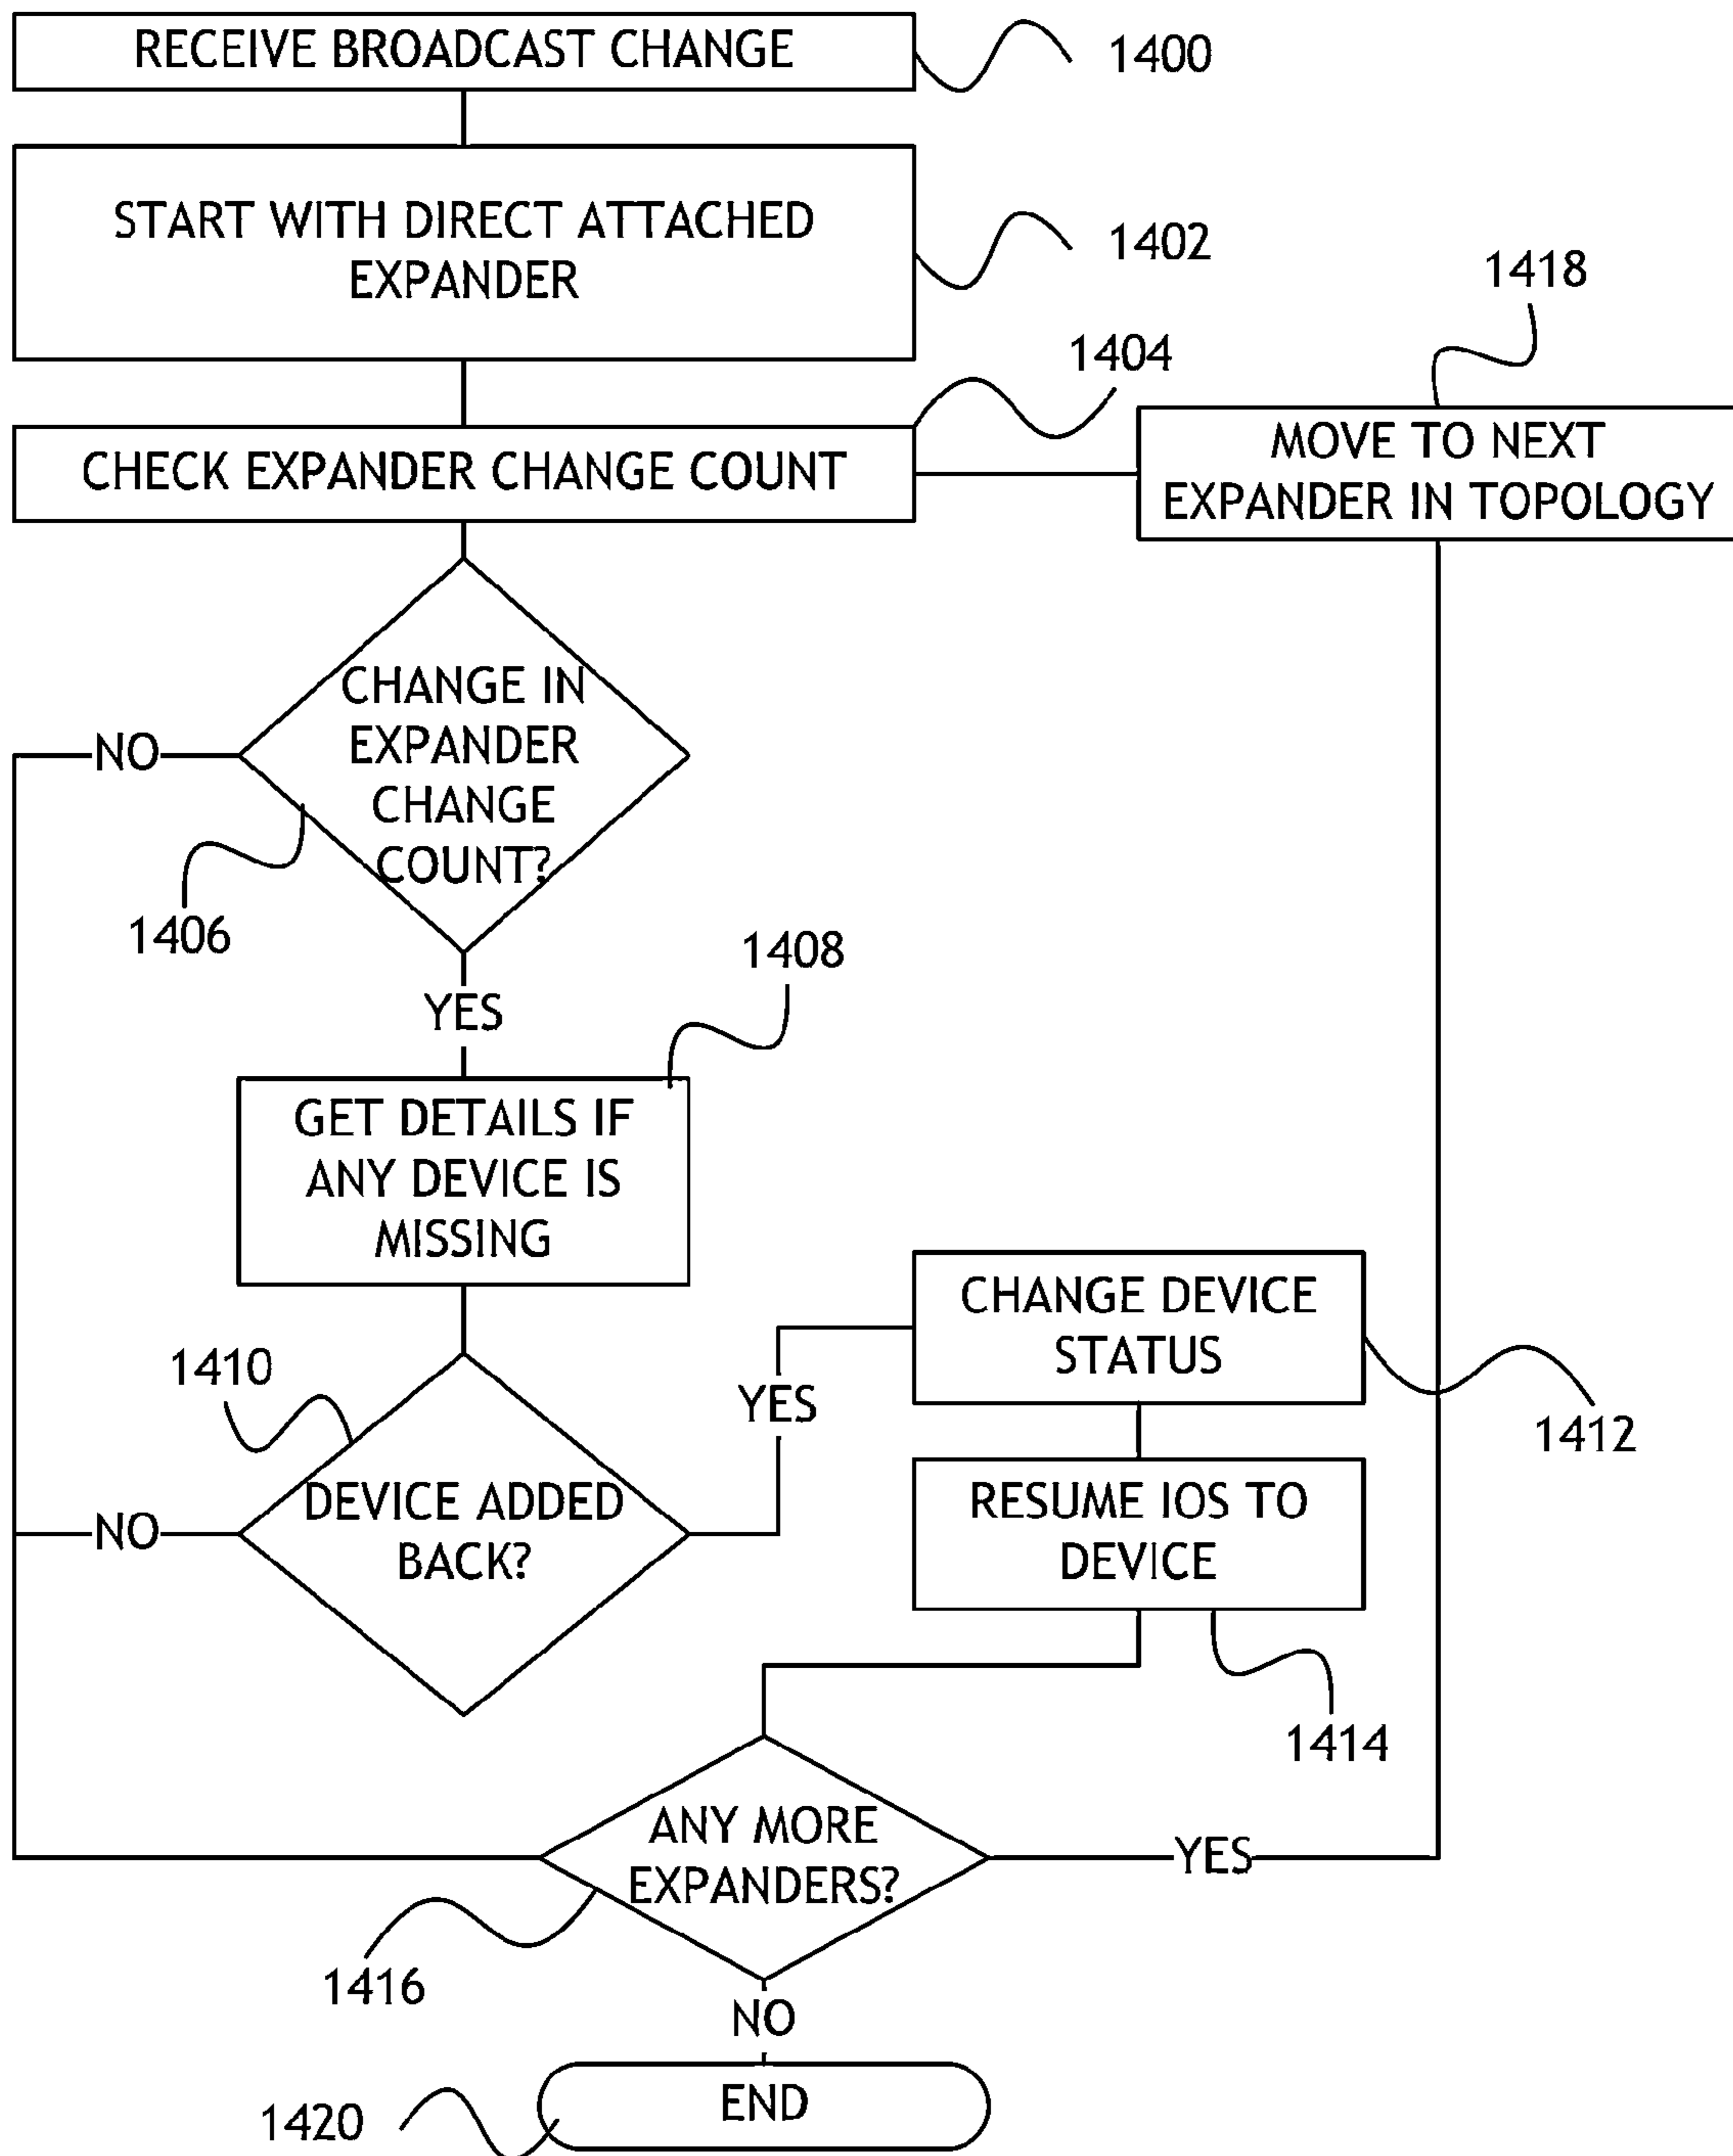 RECEIVE BROADCAST CHANGE
1400
START WITH DIRECT ATTACHED
EXPANDER
1402
1418
1404
CHECK EXPANDER CHANGE COUNT
MOVE TO NEXT
EXPANDER IN TOPOLOGY
CHANGE IN
EXPANDER
CHANGE
COUNT?
NO
1406
YES
1408
GET DETAILS IF
ANY DEVICE IS
MISSING
CHANGE DEVICE
STATUS
1410
YES
1412
DEVICE ADDED
BACK?
NO
RESUME IOS TO
DEVICE
1414
ANY MORE
EXPANDERS?
YES
1416
NO
END
1420